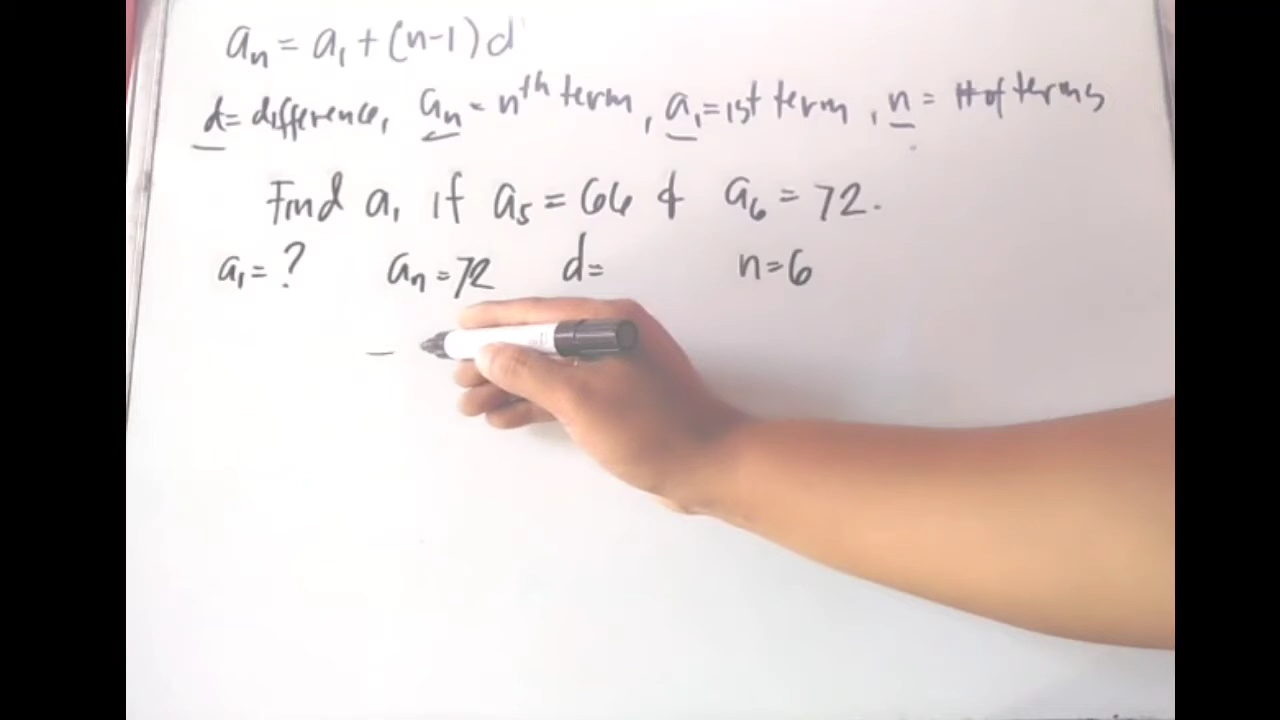 aₙ = a₁ + (n-1)d
d = difference, aₙ = nᵗʰ term, a₁ = 1st term, n = # of terms
Find a₁ if a₅ = 66 & a₆ = 72.
a₁ = ? aₙ = 72 d = n = 6